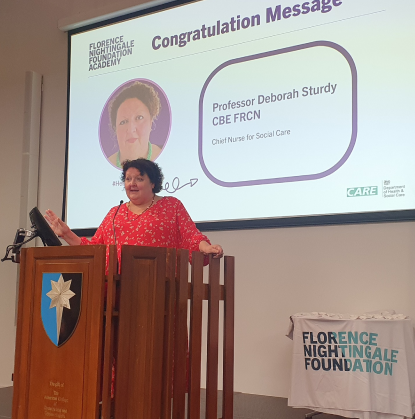 FLORENCE
NIGHTINGALE
FOUNDATION
ACADEMY
Congratulation Message
Professor Deborah Sturdy
CBE FRCN
Chief Nurse for Social Care
CARE
Department
of Health &
Social Care
FLORENCE
NIGHTINGALE
FOUNDATION